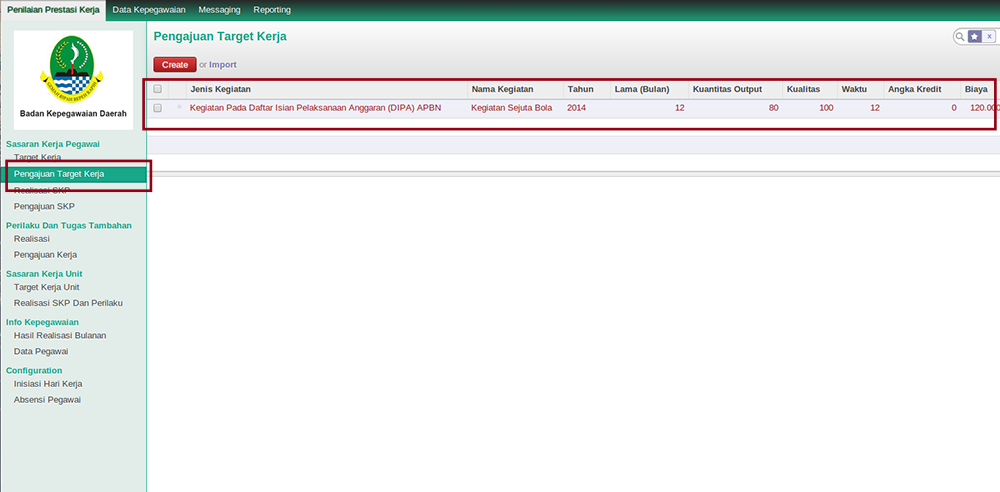 Penilaian Prestasi Kerja Data Kepegawaian Messaging Reporting
Badan Kepegawaian Daerah
Sasaran Kerja Pegawai
Target Kerja
Pengajuan Target Kerja
Realisasi SKP
Pengajuan SKP
Perilaku Dan Tugas Tambahan
Realisasi
Pengajuan Kerja
Sasaran Kerja Unit
Target Kerja Unit
Realisasi SKP Dan Perilaku
Info Kepegawaian
Hasil Realisasi Bulanan
Data Pegawai
Configuration
Inisiasi Hari Kerja
Absensi Pegawai
Pengajuan Target Kerja
x
Create or Import
Jenis Kegiatan Nama Kegiatan Tahun Lama (Bulan) Kuantitas Output Kualitas Waktu Angka Kredit Biaya
Kegiatan Pada Daftar Isian Pelaksanaan Anggaran (DIPA) APBN Kegiatan Sejuta Bola 2014 12 80 100 12 0 120.000